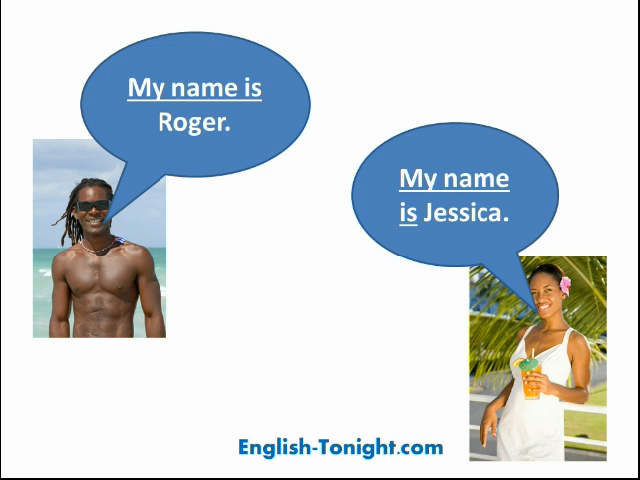 My name is
Roger.
My name
is Jessica.
English-Tonight.com